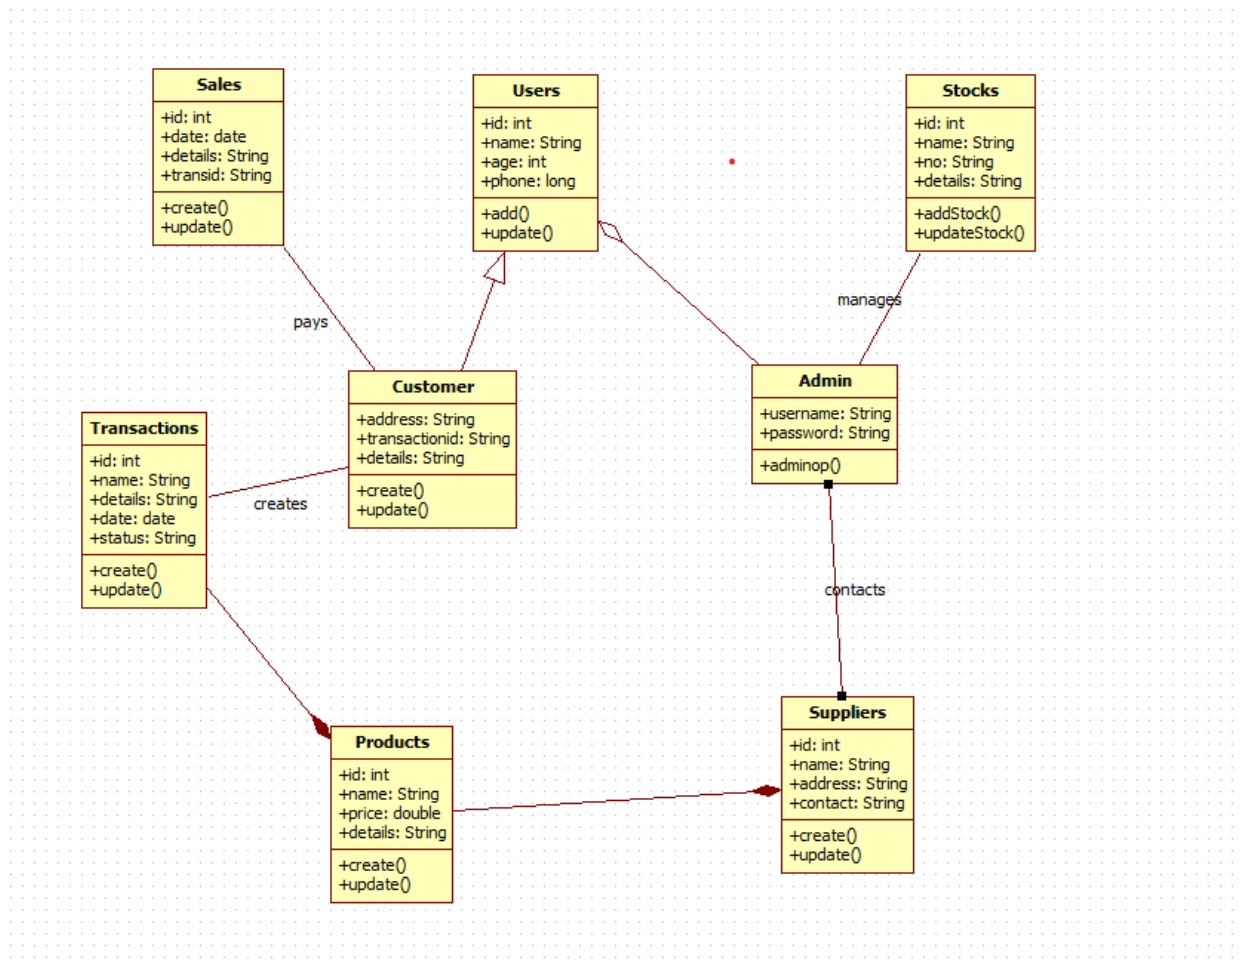 Sales
+id: int
+date: date
+details: String
+transid: String
+create()
+update()
Users
+id: int
+name: String
+age: int
+phone: long
+add()
+update()
Stocks
+id: int
+name: String
+no: String
+details: String
+addStock()
+updateStock()
pays
manages
Customer
+address: String
+transactionid: String
+details: String
+create()
+update()
Admin
+username: String
+password: String
+adminop()
Transactions
+id: int
+name: String
+details: String
+date: date
+status: String
+create()
+update()
creates
contacts
Products
+id: int
+name: String
+price: double
+details: String
+create()
+update()
Suppliers
+id: int
+name: String
+address: String
+contact: String
+create()
+update()